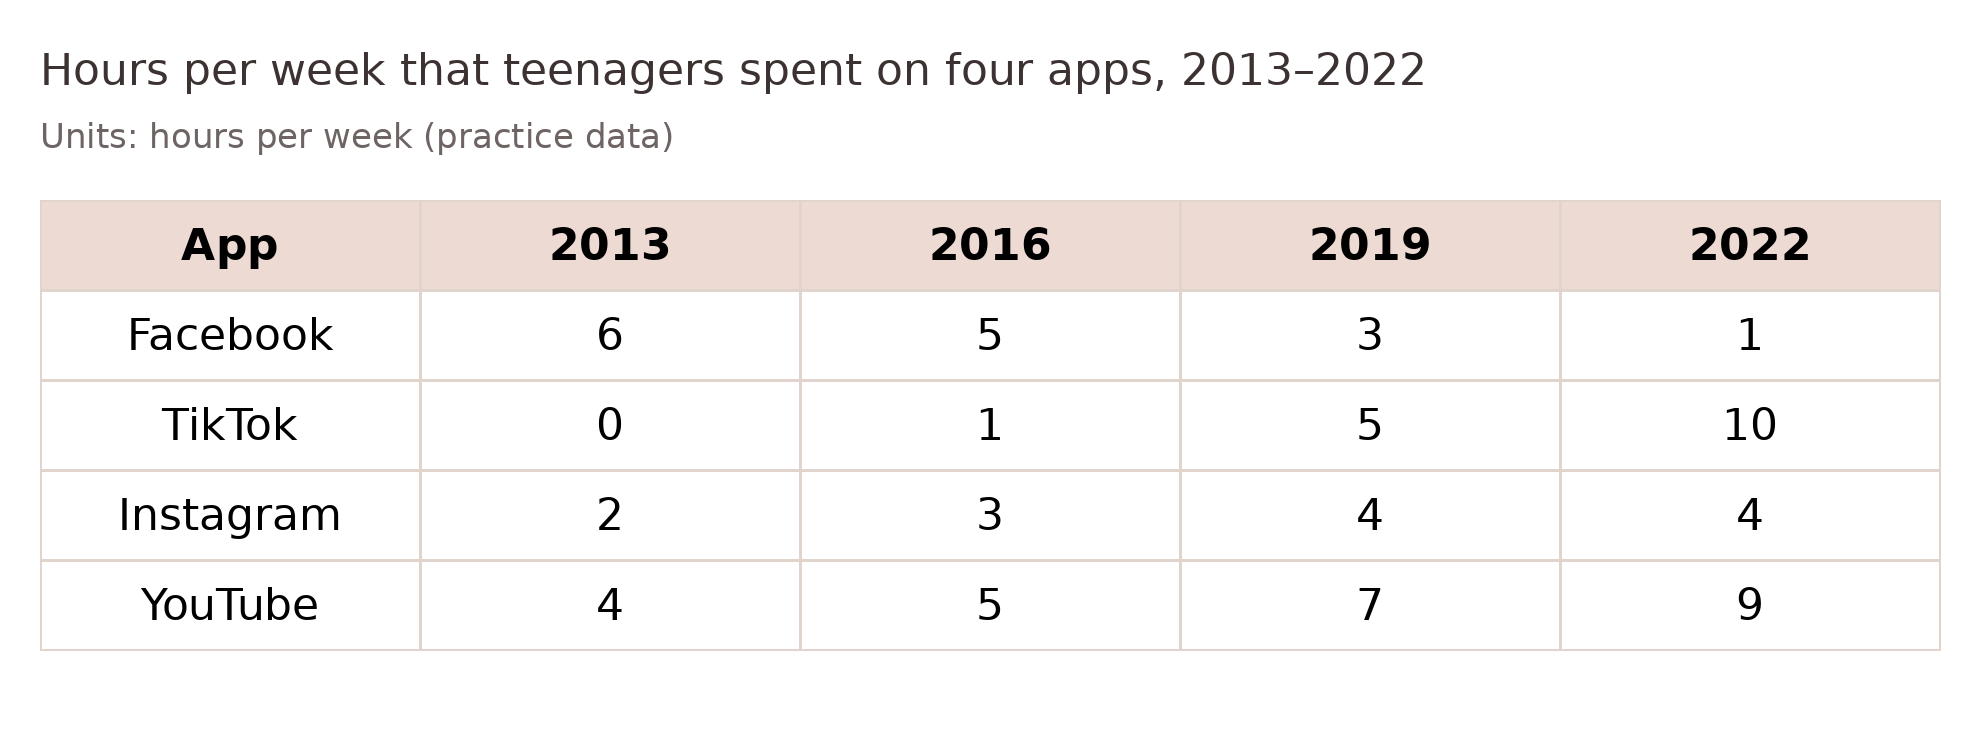 Hours per week that teenagers spent on four apps, 2013–2022
Units: hours per week (practice data)
App 2013 2016 2019 2022
Facebook 6 5 3 1
TikTok 0 1 5 10
Instagram 2 3 4 4
YouTube 4 5 7 9